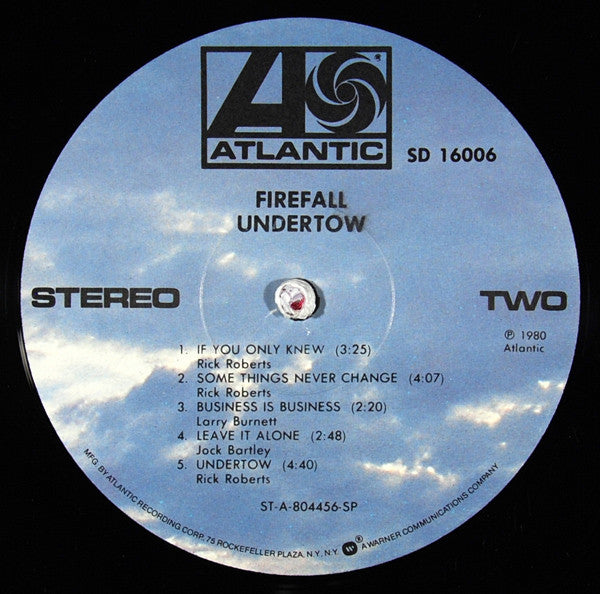 ATLANTIC
SD 16006
FIREFALL
UNDERTOW
STEREO
TWO
℗ 1980
Atlantic
1. IF YOU ONLY KNEW (3:25)
Rick Roberts
2. SOME THINGS NEVER CHANGE (4:07)
Rick Roberts
3. BUSINESS IS BUSINESS (2:20)
Larry Burnett
4. LEAVE IT ALONE (2:48)
Jock Bartley
5. UNDERTOW (4:40)
Rick Roberts
ST-A-804456-SP
MFG. BY ATLANTIC RECORDING CORP. 75 ROCKEFELLER PLAZA, N.Y. N.Y. ® A WARNER COMMUNICATIONS COMPANY